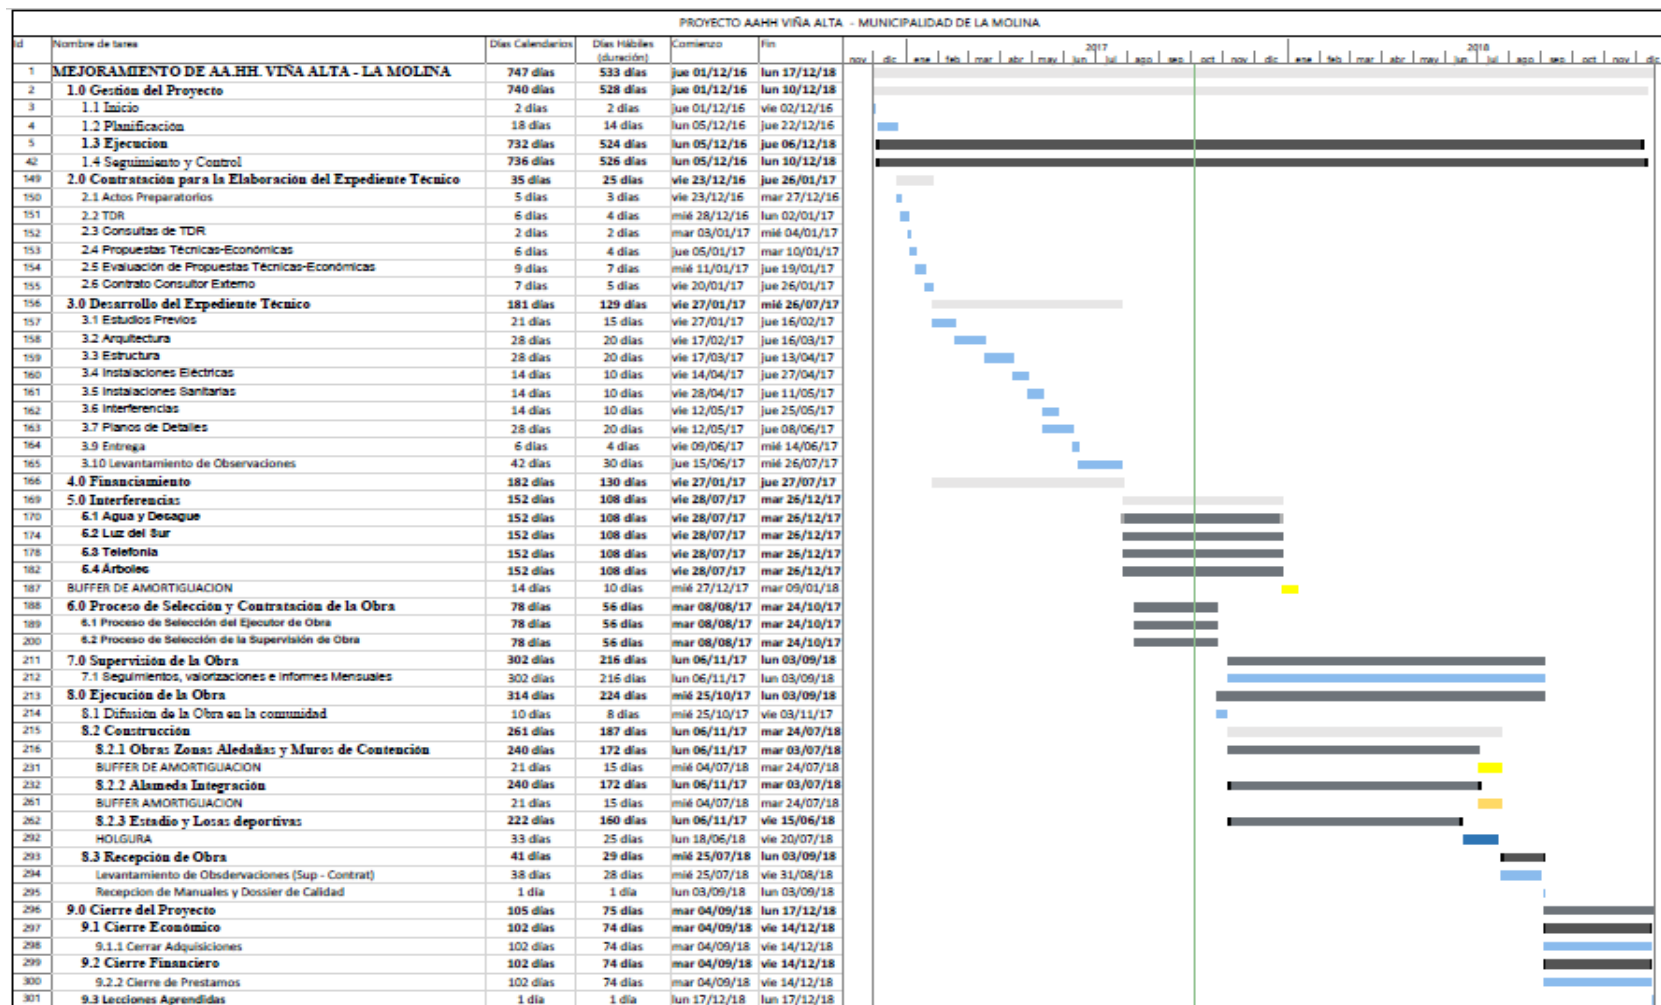 PROYECTO AAHH VIÑA ALTA - MUNICIPALIDAD DE LA MOLINA
Id Nombre de tarea Días Calendarios Días Hábiles (duración) Comienzo Fin 2017 2018
nov dic ene feb mar abr may jun jul ago sep oct nov dic ene feb mar abr may jun jul ago sep oct nov dic
1 MEJORAMIENTO DE AA.HH. VIÑA ALTA - LA MOLINA 747 días 533 días jue 01/12/16 lun 17/12/18
2 1.0 Gestión del Proyecto 740 días 528 días jue 01/12/16 lun 10/12/18
3 1.1 Inicio 2 días 2 días jue 01/12/16 vie 02/12/16
4 1.2 Planificación 18 días 14 días lun 05/12/16 jue 22/12/16
5 1.3 Ejecucion 732 días 524 días lun 05/12/16 jue 06/12/18
42 1.4 Seguimiento y Control 736 días 526 días lun 05/12/16 lun 10/12/18
149 2.0 Contratación para la Elaboración del Expediente Técnico 35 días 25 días vie 23/12/16 jue 26/01/17
150 2.1 Actos Preparatorios 5 días 3 días vie 23/12/16 mar 27/12/16
151 2.2 TDR 6 días 4 días mié 28/12/16 lun 02/01/17
152 2.3 Consultas de TDR 2 días 2 días mar 03/01/17 mié 04/01/17
153 2.4 Propuestas Técnicas-Económicas 6 días 4 días jue 05/01/17 mar 10/01/17
154 2.5 Evaluación de Propuestas Técnicas-Económicas 9 días 7 días mié 11/01/17 jue 19/01/17
155 2.6 Contrato Consultor Externo 7 días 5 días vie 20/01/17 jue 26/01/17
156 3.0 Desarrollo del Expediente Técnico 181 días 129 días vie 27/01/17 mié 26/07/17
157 3.1 Estudios Previos 21 días 15 días vie 27/01/17 jue 16/02/17
158 3.2 Arquitectura 28 días 20 días vie 17/02/17 jue 16/03/17
159 3.3 Estructura 28 días 20 días vie 17/03/17 jue 13/04/17
160 3.4 Instalaciones Eléctricas 14 días 10 días vie 14/04/17 jue 27/04/17
161 3.5 Instalaciones Sanitarias 14 días 10 días vie 28/04/17 jue 11/05/17
162 3.6 Interferencias 14 días 10 días vie 12/05/17 jue 25/05/17
163 3.7 Planos de Detalles 28 días 20 días vie 12/05/17 jue 08/06/17
164 3.9 Entrega 6 días 4 días vie 09/06/17 mié 14/06/17
165 3.10 Levantamiento de Observaciones 42 días 30 días jue 15/06/17 mié 26/07/17
166 4.0 Financiamiento 182 días 130 días vie 27/01/17 jue 27/07/17
169 5.0 Interferencias 152 días 108 días vie 28/07/17 mar 26/12/17
170 5.1 Agua y Desague 152 días 108 días vie 28/07/17 mar 26/12/17
174 5.2 Luz del Sur 152 días 108 días vie 28/07/17 mar 26/12/17
178 5.3 Telefonía 152 días 108 días vie 28/07/17 mar 26/12/17
182 5.4 Árboles 152 días 108 días vie 28/07/17 mar 26/12/17
187 BUFFER DE AMORTIGUACION 14 días 10 días mié 27/12/17 mar 09/01/18
188 6.0 Proceso de Selección y Contratación de la Obra 78 días 56 días mar 08/08/17 mar 24/10/17
189 6.1 Proceso de Selección del Ejecutor de Obra 78 días 56 días mar 08/08/17 mar 24/10/17
200 6.2 Proceso de Selección de la Supervisión de Obra 78 días 56 días mar 08/08/17 mar 24/10/17
211 7.0 Supervisión de la Obra 302 días 216 días lun 06/11/17 lun 03/09/18
212 7.1 Seguimientos, valorizaciones e Informes Mensuales 302 días 216 días lun 06/11/17 lun 03/09/18
213 8.0 Ejecución de la Obra 314 días 224 días mié 25/10/17 lun 03/09/18
214 8.1 Difusión de la Obra en la comunidad 10 días 8 días mié 25/10/17 vie 03/11/17
215 8.2 Construcción 261 días 187 días lun 06/11/17 mar 24/07/18
216 8.2.1 Obras Zonas Aledañas y Muros de Contención 240 días 172 días lun 06/11/17 mar 03/07/18
231 BUFFER DE AMORTIGUACION 21 días 15 días mié 04/07/18 mar 24/07/18
232 8.2.2 Alameda Integración 240 días 172 días lun 06/11/17 mar 03/07/18
261 BUFFER AMORTIGUACION 21 días 15 días mié 04/07/18 mar 24/07/18
262 8.2.3 Estadio y Losas deportivas 222 días 160 días lun 06/11/17 vie 15/06/18
292 HOLGURA 33 días 25 días lun 18/06/18 vie 20/07/18
293 8.3 Recepción de Obra 41 días 29 días mié 25/07/18 lun 03/09/18
294 Levantamiento de Obsdervaciones (Sup - Contrat) 38 días 28 días mié 25/07/18 vie 31/08/18
295 Recepcion de Manuales y Dossier de Calidad 1 día 1 día lun 03/09/18 lun 03/09/18
296 9.0 Cierre del Proyecto 105 días 75 días mar 04/09/18 lun 17/12/18
297 9.1 Cierre Económico 102 días 74 días mar 04/09/18 vie 14/12/18
298 9.1.1 Cerrar Adquisiciones 102 días 74 días mar 04/09/18 vie 14/12/18
299 9.2 Cierre Financiero 102 días 74 días mar 04/09/18 vie 14/12/18
300 9.2.2 Cierre de Prestamos 102 días 74 días mar 04/09/18 vie 14/12/18
301 9.3 Lecciones Aprendidas 1 día 1 día lun 17/12/18 lun 17/12/18